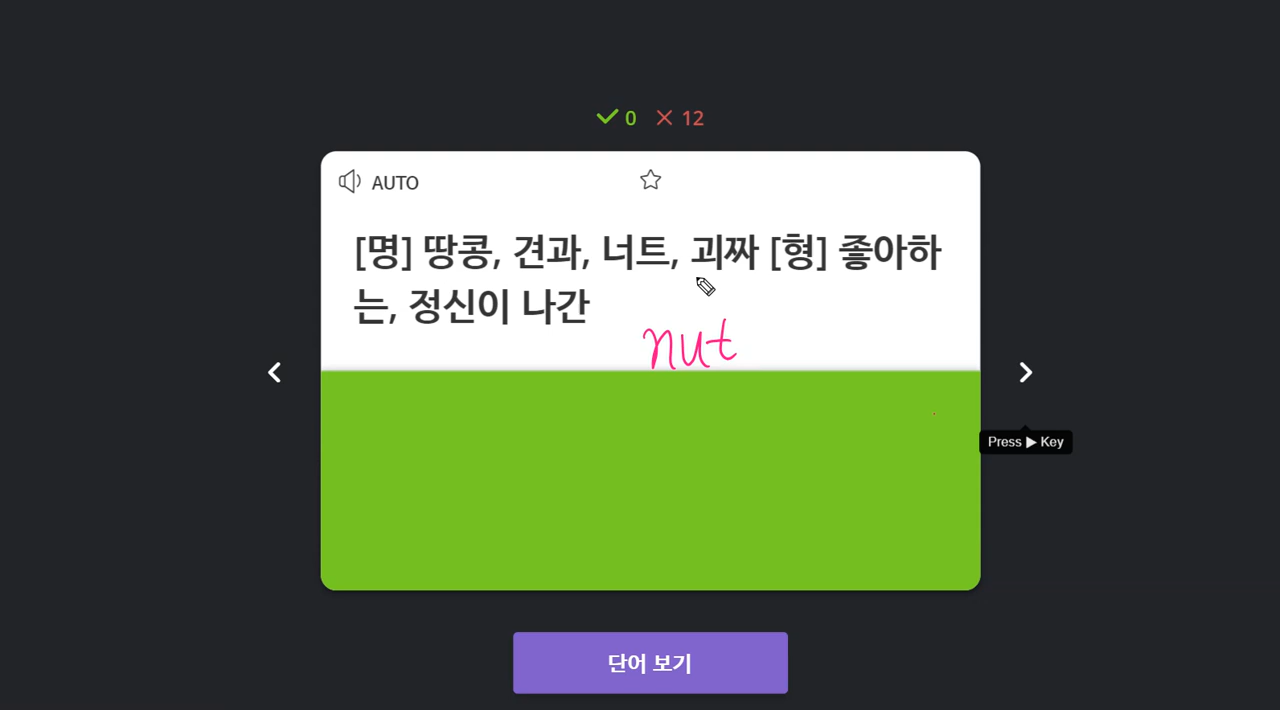 0 12
AUTO
[명] 땅콩, 견과, 너트, 괴짜 [형] 좋아하
는, 정신이 나간
nut
Press ▶ Key
단어 보기